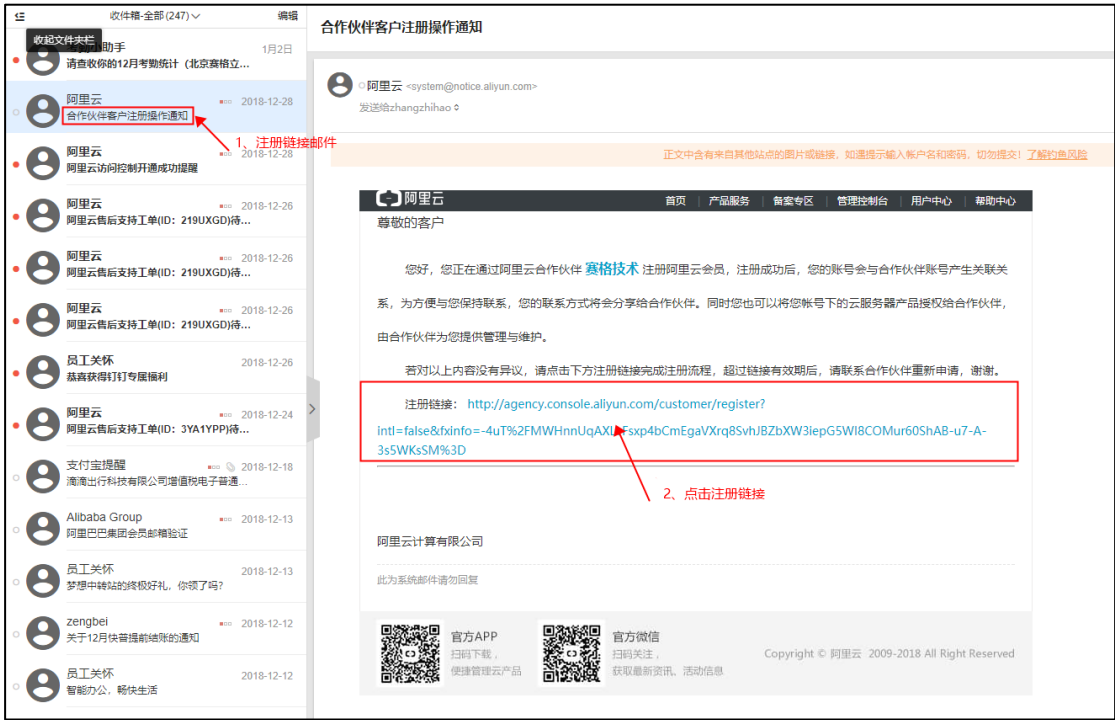 收件箱-全部(247)
编辑
收起文件夹栏
助手
1月2日
请查收你的12月考勤统计（北京赛格立...
阿里云
2018-12-28
合作伙伴客户注册操作通知
1、注册链接邮件
阿里云
2018-12-28
阿里云访问控制开通成功提醒
阿里云
2018-12-26
阿里云售后支持工单(ID: 219UXGD)待...
阿里云
2018-12-26
阿里云售后支持工单(ID: 219UXGD)待...
阿里云
2018-12-26
阿里云售后支持工单(ID: 219UXGD)待...
员工关怀
2018-12-26
恭喜获得钉钉专属福利
阿里云
2018-12-24
阿里云售后支持工单(ID: 3YA1YPP)待...
支付宝提醒
2018-12-18
滴滴出行科技有限公司增值税电子普通...
Alibaba Group
2018-12-13
阿里巴巴集团会员邮箱验证
员工关怀
2018-12-13
梦想中转站的终极好礼，你领了吗？
zengbei
2018-12-12
关于12月快普提前结账的通知
员工关怀
2018-12-12
智能办公，畅快生活
合作伙伴客户注册操作通知
阿里云 <system@notice.aliyun.com>
发送给zhangzhihao
正文中含有来自其他站点的图片或链接，如遇提示输入帐户名和密码，切勿提交！了解钓鱼风险
阿里云
首页 | 产品服务 | 备案专区 | 管理控制台 | 用户中心 | 帮助中心
尊敬的客户
您好，您正在通过阿里云合作伙伴 赛格技术 注册阿里云会员，注册成功后，您的账号会与合作伙伴账号产生关联关
系，为方便与您保持联系，您的联系方式将会分享给合作伙伴。同时您也可以将您帐号下的云服务器产品授权给合作伙伴，
由合作伙伴为您提供管理与维护。
若对以上内容没有异议，请点击下方注册链接完成注册流程，超过链接有效期后，请联系合作伙伴重新申请，谢谢。
注册链接： http://agency.console.aliyun.com/customer/register?
3s5WKsSM%3D
2、点击注册链接
阿里云计算有限公司
此为系统邮件请勿回复
官方APP
扫码下载，
便捷管理云产品
官方微信
扫码关注，
获取最新资讯、活动信息
Copyright © 阿里云 2009-2018 All Right Reserved